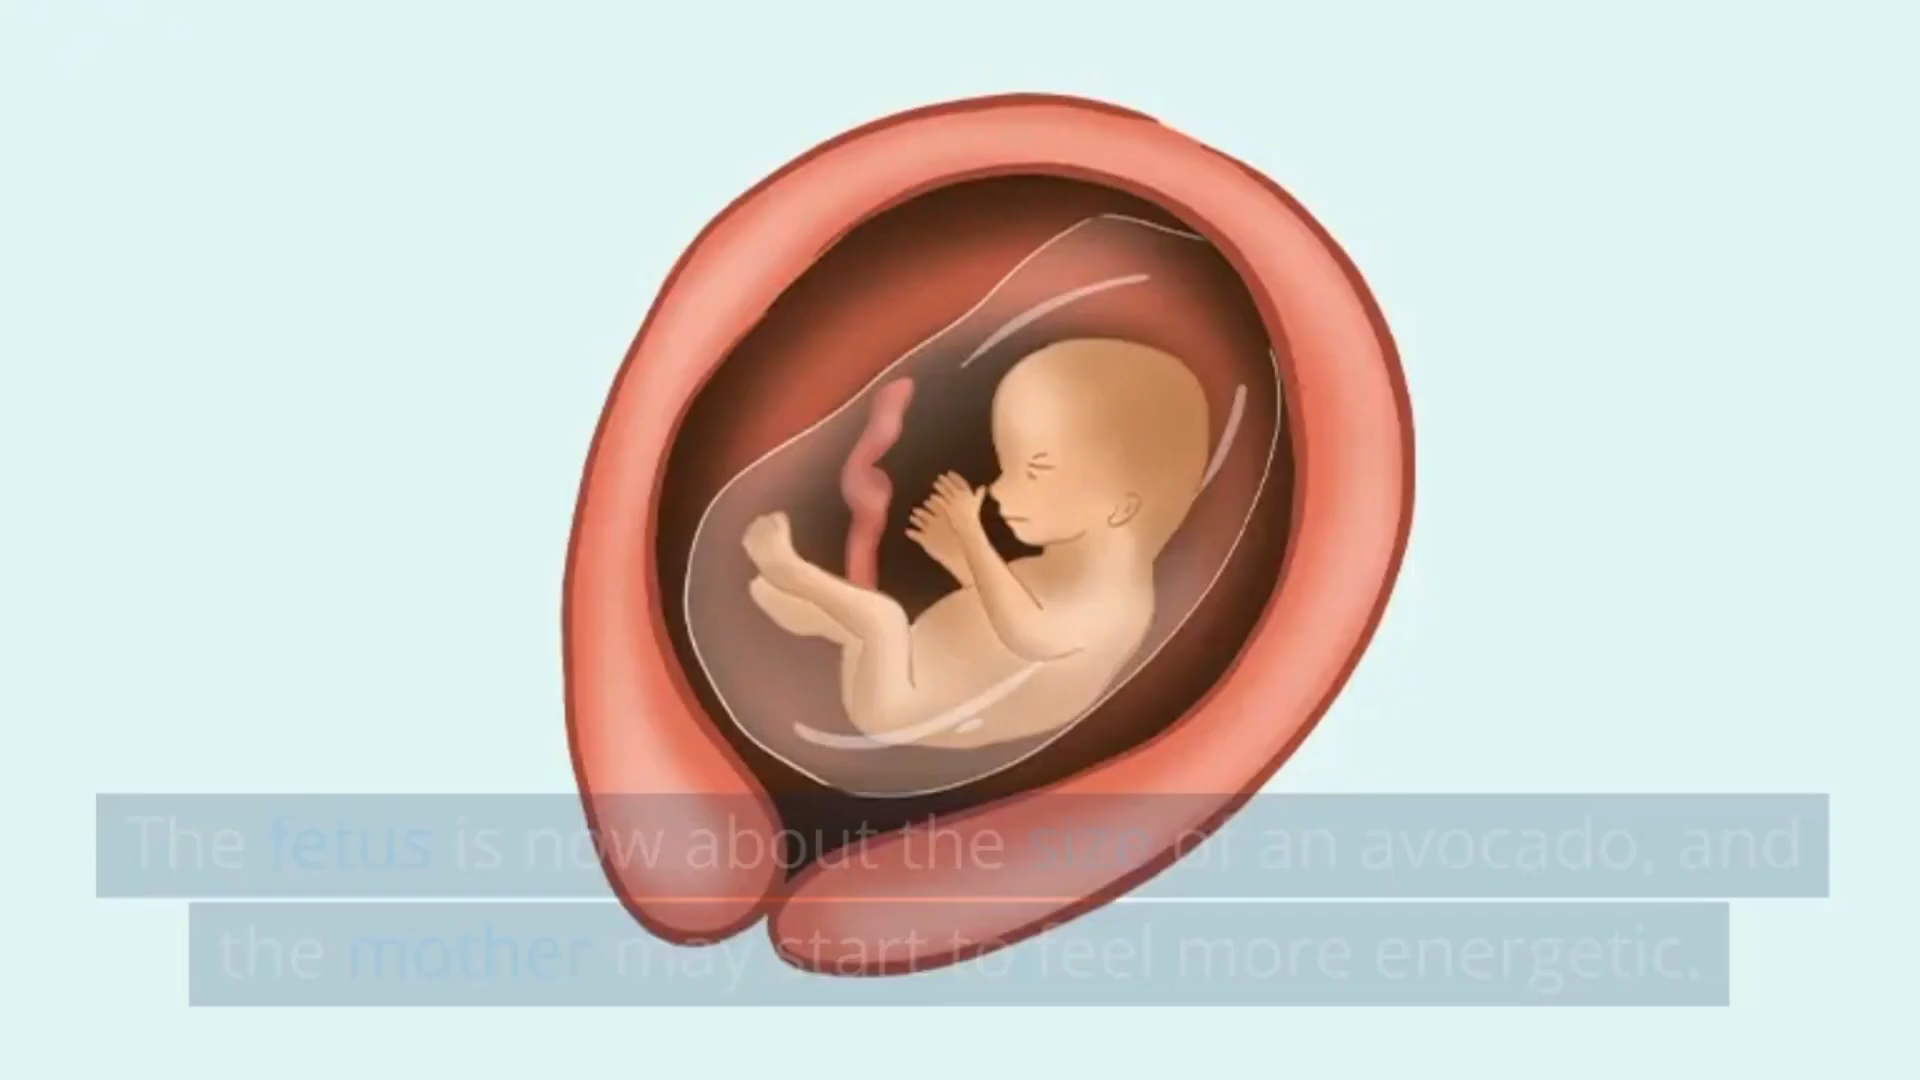 The fetus is now about the size of an avocado, and
the mother may start to feel more energetic.